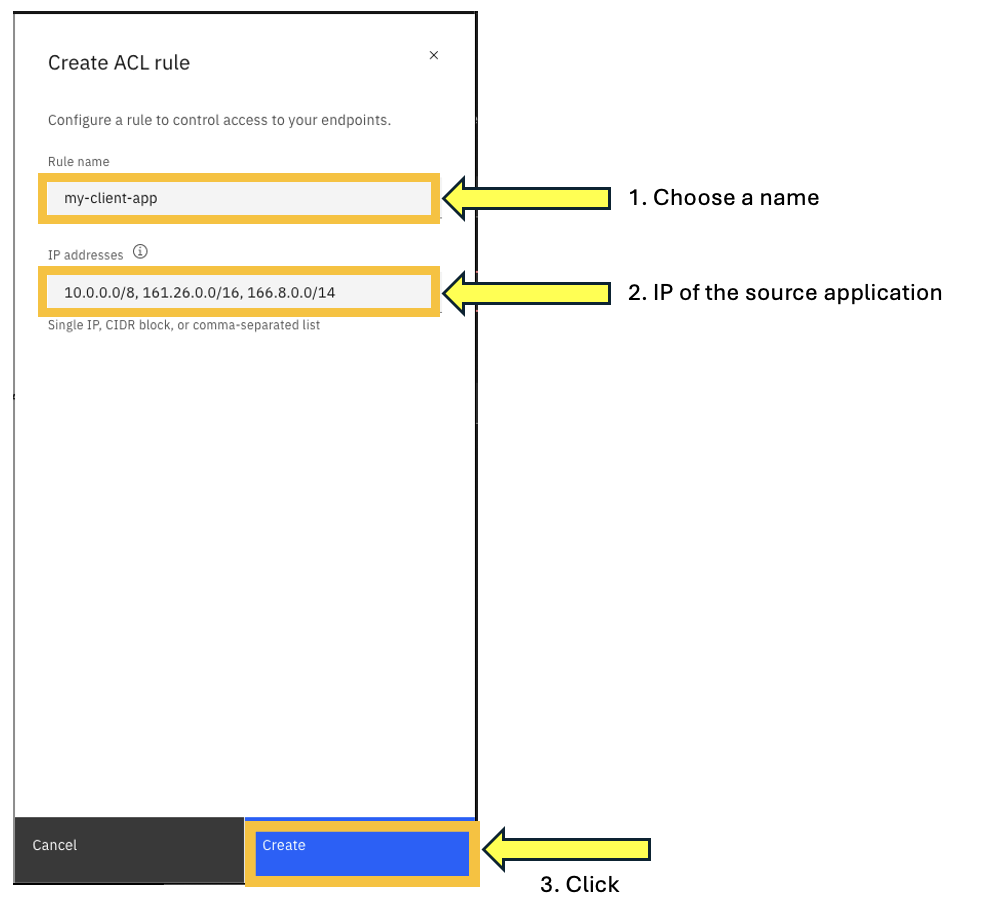 Create ACL rule
Configure a rule to control access to your endpoints.
Rule name
my-client-app
1. Choose a name
IP addresses
10.0.0.0/8, 161.26.0.0/16, 166.8.0.0/14
2. IP of the source application
Single IP, CIDR block, or comma-separated list
Cancel
Create
3. Click